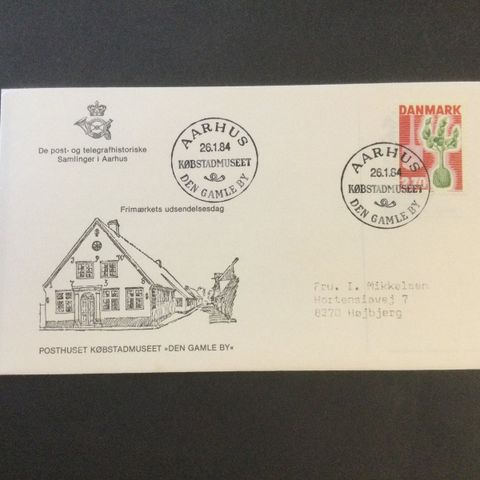 De post- og telegrafhistoriske
Samlinger i Aarhus
AARHUS
26.1.84
KØBSTADMUSEET
DEN GAMLE BY
Frimærkets udsendelsesdag
DANMARK
AARHUS
26.1.84
KØBSTADMUSEET
DEN GAMLE BY
Fru. I. Mikkelsen
Hortensiavej 7
8270 Højbjerg
POSTHUSET KØBSTADMUSEET »DEN GAMLE BY«